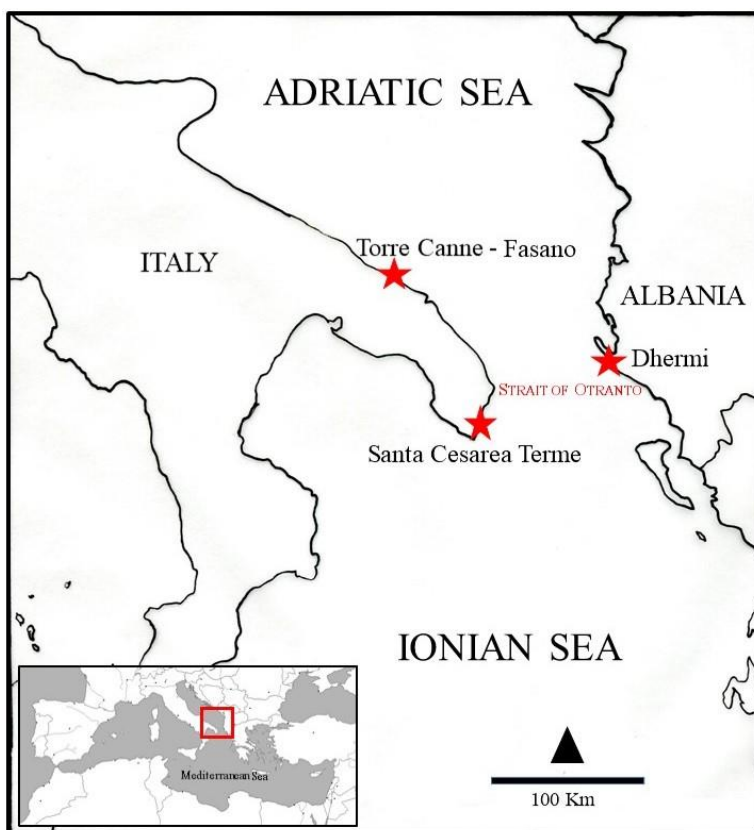 ADRIATIC SEA
Torre Canne - Fasano
ITALY
ALBANIA
Dhermi
STRAIT OF OTRANTO
Santa Cesarea Terme
IONIAN SEA
Mediterranean Sea
100 Km